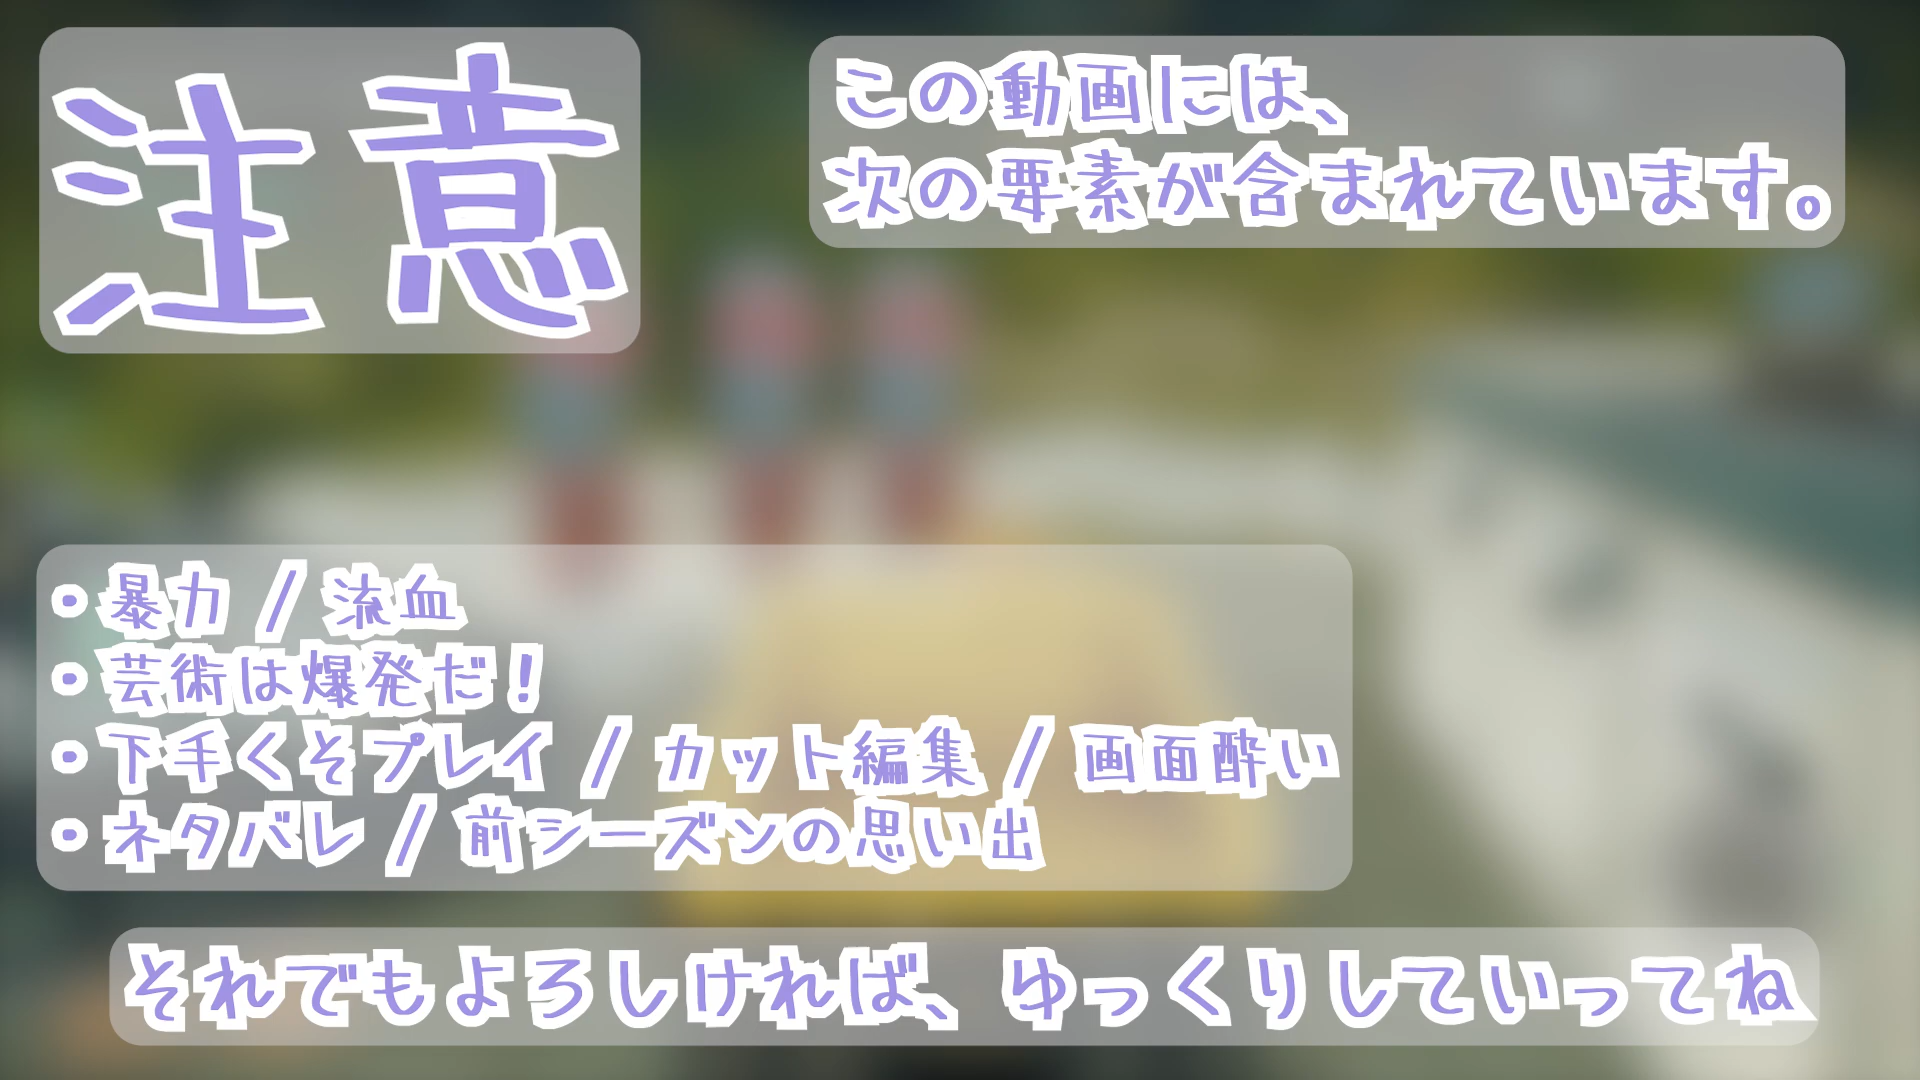 注意
この動画には、
次の要素が含まれています。
・暴力 / 流血
・芸術は爆発だ！
・下手くそプレイ / カット編集 / 画面酔い
・ネタバレ / 前シーズンの思い出
それでもよろしければ、ゆっくりしていってね